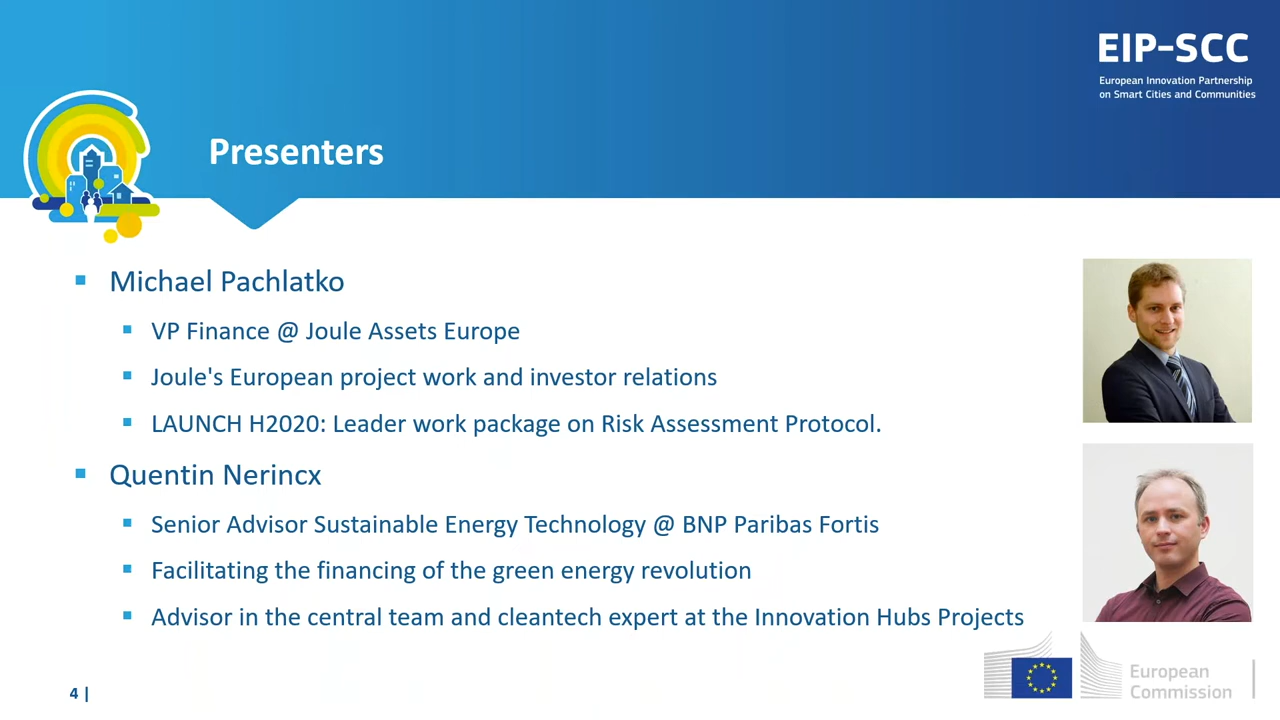 EIP-SCC
European Innovation Partnership
on Smart Cities and Communities
Presenters
Michael Pachlatko
VP Finance @ Joule Assets Europe
Joule's European project work and investor relations
LAUNCH H2020: Leader work package on Risk Assessment Protocol.
Quentin Nerincx
Senior Advisor Sustainable Energy Technology @ BNP Paribas Fortis
Facilitating the financing of the green energy revolution
Advisor in the central team and cleantech expert at the Innovation Hubs Projects
4 |
European
Commission